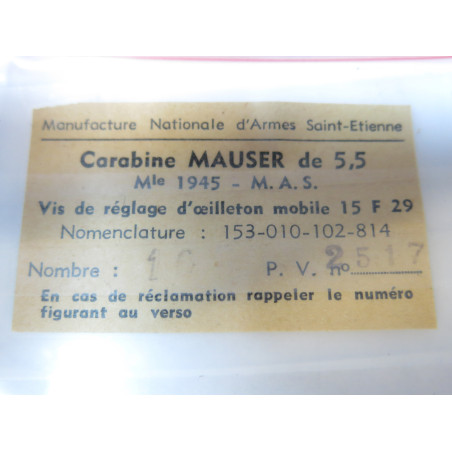 Manufacture Nationale d'Armes Saint-Etienne
Carabine MAUSER de 5,5
Mle 1945 - M.A.S.
Vis de réglage d'œilleton mobile 15 F 29
Nomenclature : 153-010-102-814
Nombre : 10 P. V. no 2517
En cas de réclamation rappeler le numéro
figurant au verso